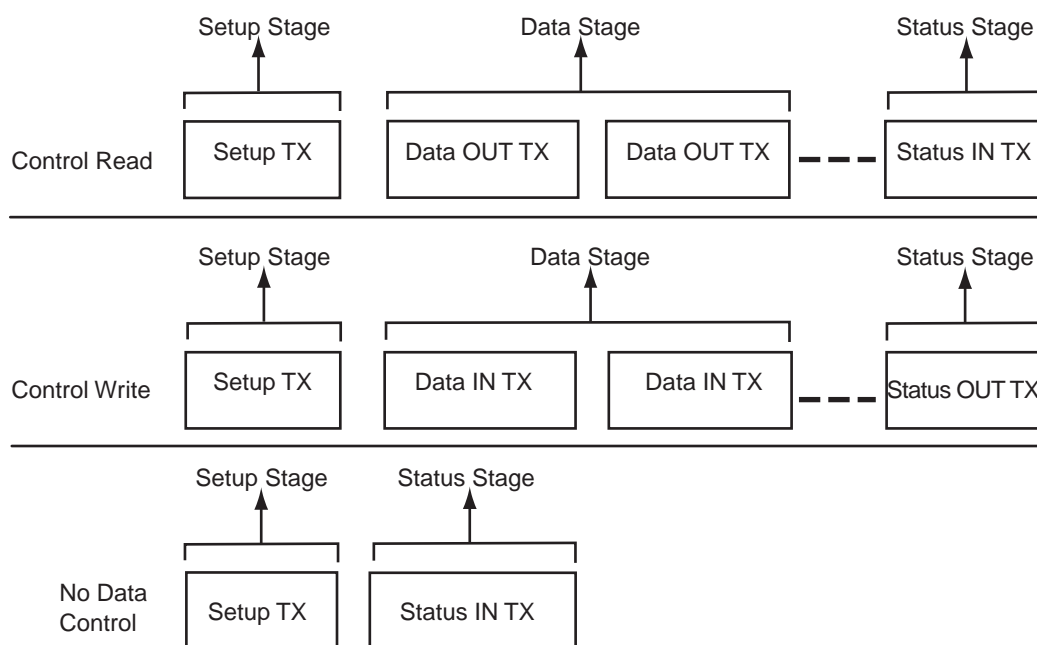 Setup Stage Data Stage Status Stage
Control Read Setup TX Data OUT TX Data OUT TX Status IN TX
Setup Stage Data Stage Status Stage
Control Write Setup TX Data IN TX Data IN TX Status OUT TX
Setup Stage Status Stage
No Data
Control
Setup TX Status IN TX